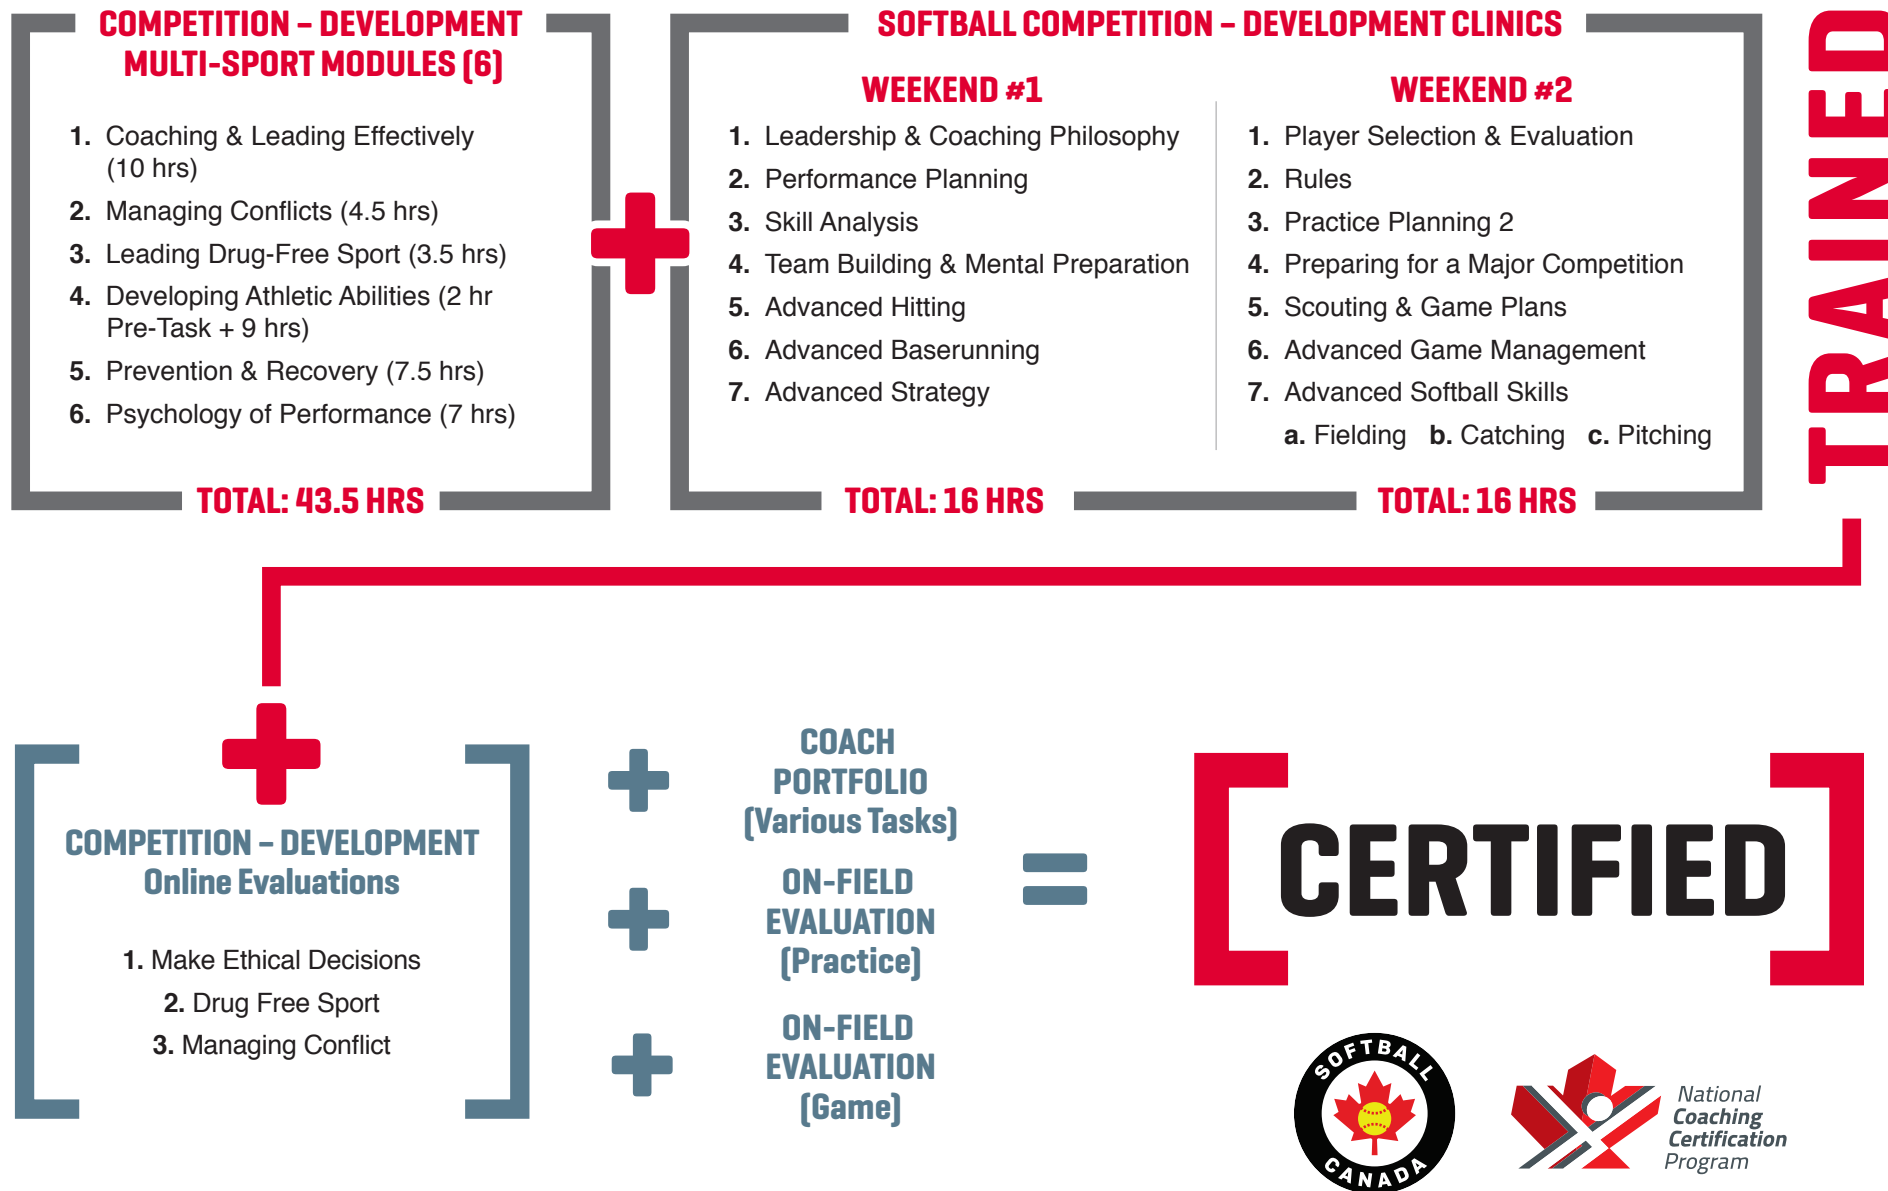 COMPETITION – DEVELOPMENT
MULTI-SPORT MODULES (6)
1. Coaching & Leading Effectively
(10 hrs)
2. Managing Conflicts (4.5 hrs)
3. Leading Drug-Free Sport (3.5 hrs)
4. Developing Athletic Abilities (2 hr
Pre-Task + 9 hrs)
5. Prevention & Recovery (7.5 hrs)
6. Psychology of Performance (7 hrs)
TOTAL: 43.5 HRS
SOFTBALL COMPETITION – DEVELOPMENT CLINICS
WEEKEND #1
1. Leadership & Coaching Philosophy
2. Performance Planning
3. Skill Analysis
4. Team Building & Mental Preparation
5. Advanced Hitting
6. Advanced Baserunning
7. Advanced Strategy
TOTAL: 16 HRS
WEEKEND #2
1. Player Selection & Evaluation
2. Rules
3. Practice Planning 2
4. Preparing for a Major Competition
5. Scouting & Game Plans
6. Advanced Game Management
7. Advanced Softball Skills
a. Fielding b. Catching c. Pitching
TOTAL: 16 HRS
TRAINED
COMPETITION – DEVELOPMENT
Online Evaluations
1. Make Ethical Decisions
2. Drug Free Sport
3. Managing Conflict
COACH
PORTFOLIO
(Various Tasks)
ON-FIELD
EVALUATION
(Practice)
ON-FIELD
EVALUATION
(Game)
=
CERTIFIED
SOFTBALL
CANADA
National
Coaching
Certification
Program